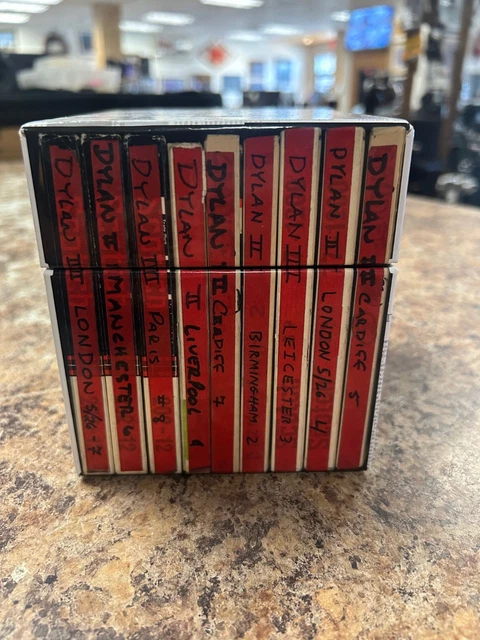 DYLAN III LONDON 5/26 - 7
DYLAN II MANCHESTER 6
DYLAN III PARIS # 8 - 12
DYLAN II LIVERPOOL
DYLAN II CARDIFF 7
DYLAN II BIRMINGHAM 2
DYLAN III LEICESTER 3
DYLAN II LONDON 5/26 4
DYLAN II CARDIFF 5